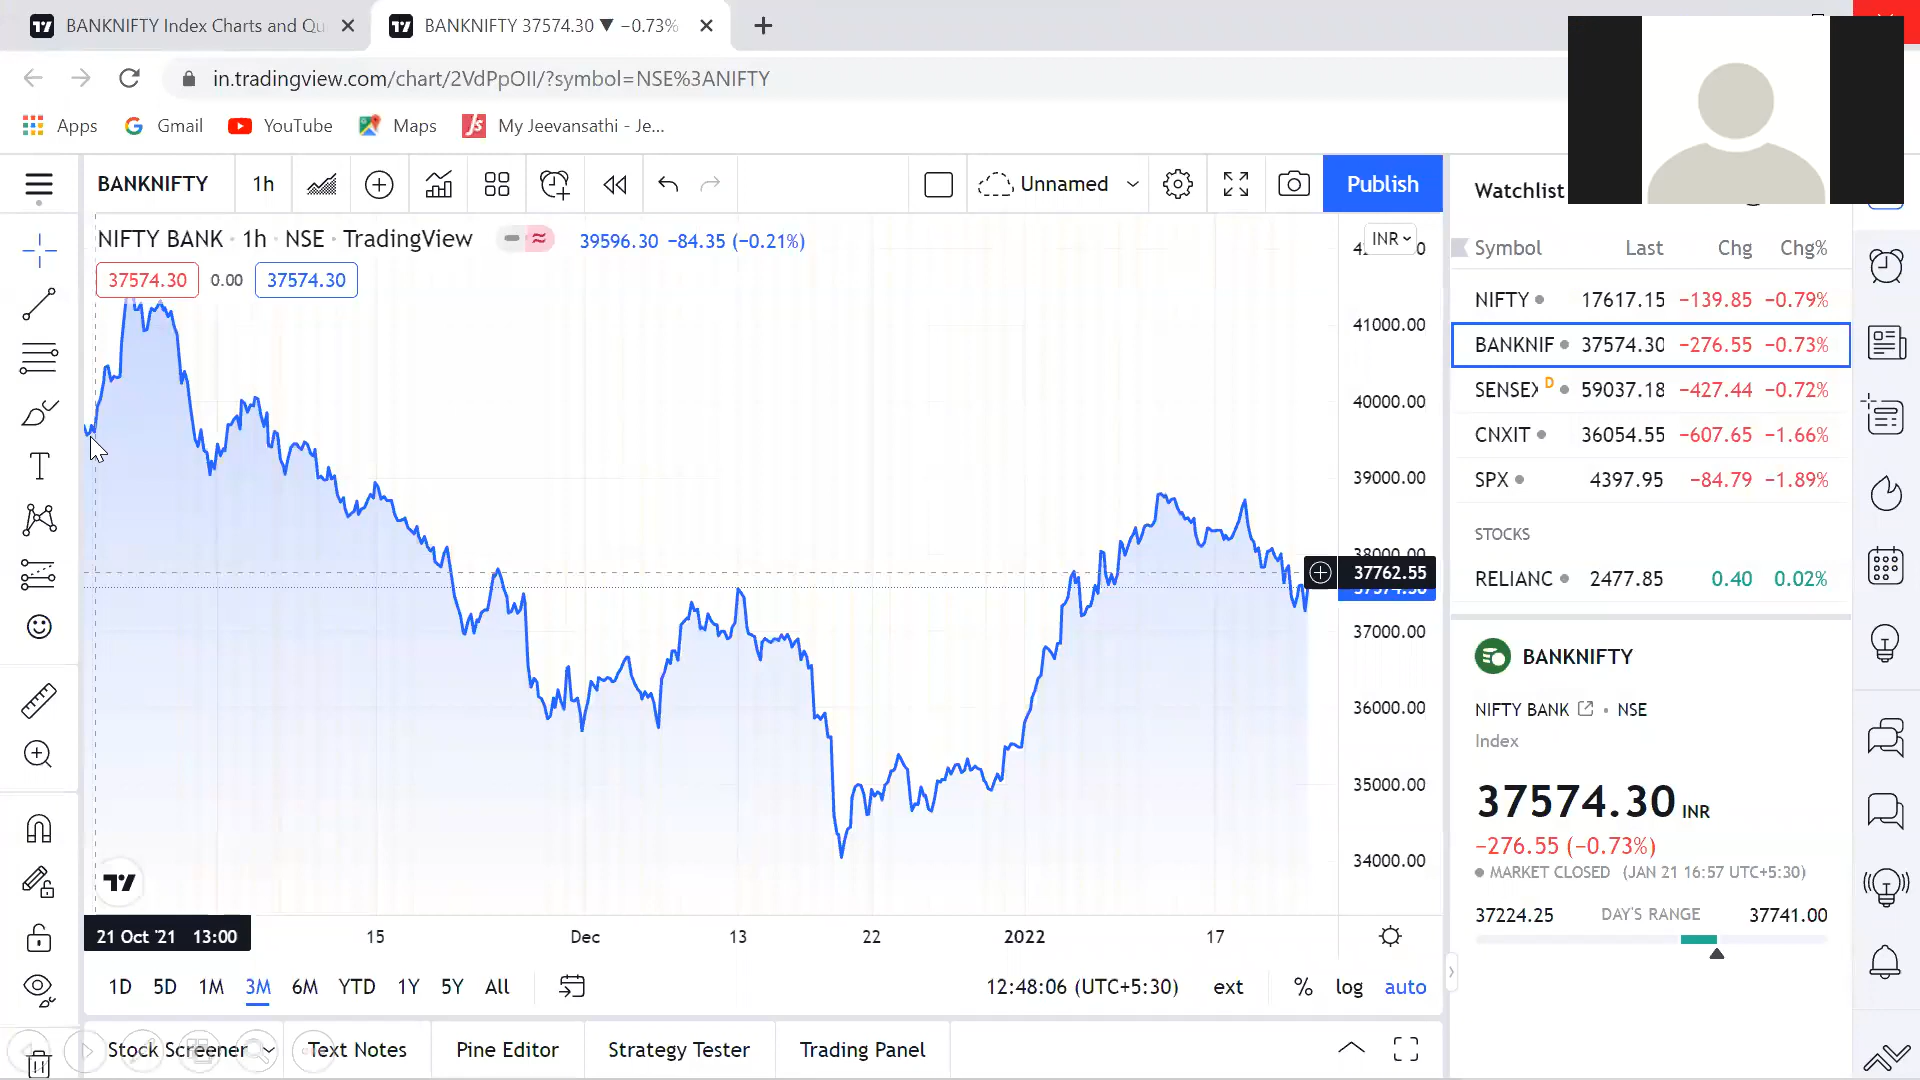 BANKNIFTY Index Charts and Qu
BANKNIFTY 37574.30 ▼ −0.73%
in.tradingview.com/chart/2VdPpOII/?symbol=NSE%3ANIFTY
Apps Gmail YouTube Maps My Jeevansathi - Je...
BANKNIFTY 1h Unnamed Publish
NIFTY BANK · 1h · NSE · TradingView 39596.30 −84.35 (−0.21%)
37574.30 0.00 37574.30
INR
41000.00
40000.00
39000.00
38000.00
37762.55
37574.30
37000.00
36000.00
35000.00
34000.00
21 Oct '21 13:00 15 Dec 13 22 2022 17
1D 5D 1M 3M 6M YTD 1Y 5Y All 12:48:06 (UTC+5:30) ext % log auto
Stock Screener Text Notes Pine Editor Strategy Tester Trading Panel
Watchlist
Symbol Last Chg Chg%
NIFTY 17617.15 −139.85 −0.79%
BANKNIF 37574.30 −276.55 −0.73%
SENSEX D 59037.18 −427.44 −0.72%
CNXIT 36054.55 −607.65 −1.66%
SPX 4397.95 −84.79 −1.89%
STOCKS
RELIANC 2477.85 0.40 0.02%
BANKNIFTY
NIFTY BANK • NSE
Index
37574.30 INR
−276.55 (−0.73%)
MARKET CLOSED (JAN 21 16:57 UTC+5:30)
37224.25 DAY'S RANGE 37741.00